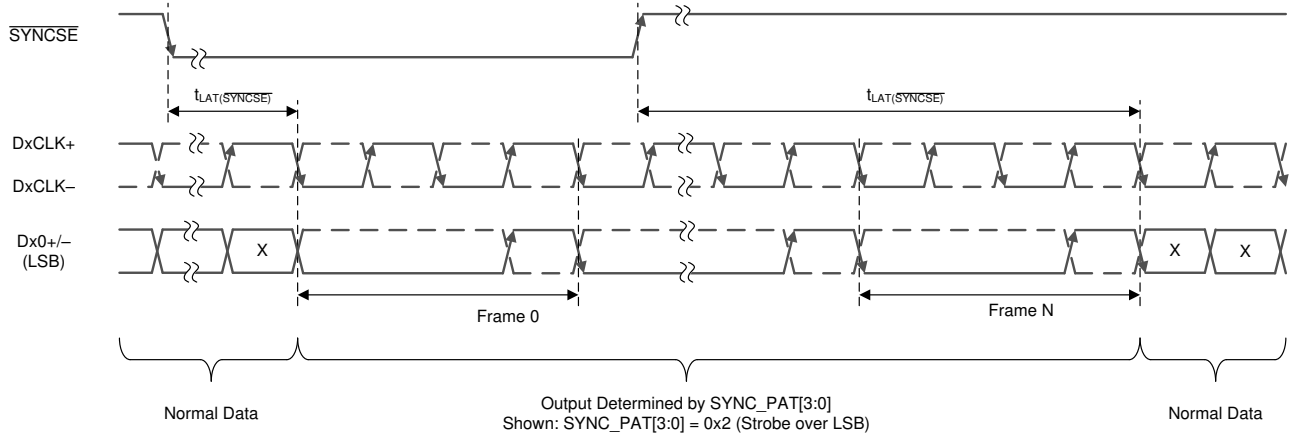 SYNCSE
tLAT(SYNCSE)
tLAT(SYNCSE)
DxCLK+
DxCLK–
Dx0+/–
(LSB)
X
X
X
Frame 0
Frame N
Normal Data
Output Determined by SYNC_PAT[3:0]
Shown: SYNC_PAT[3:0] = 0x2 (Strobe over LSB)
Normal Data